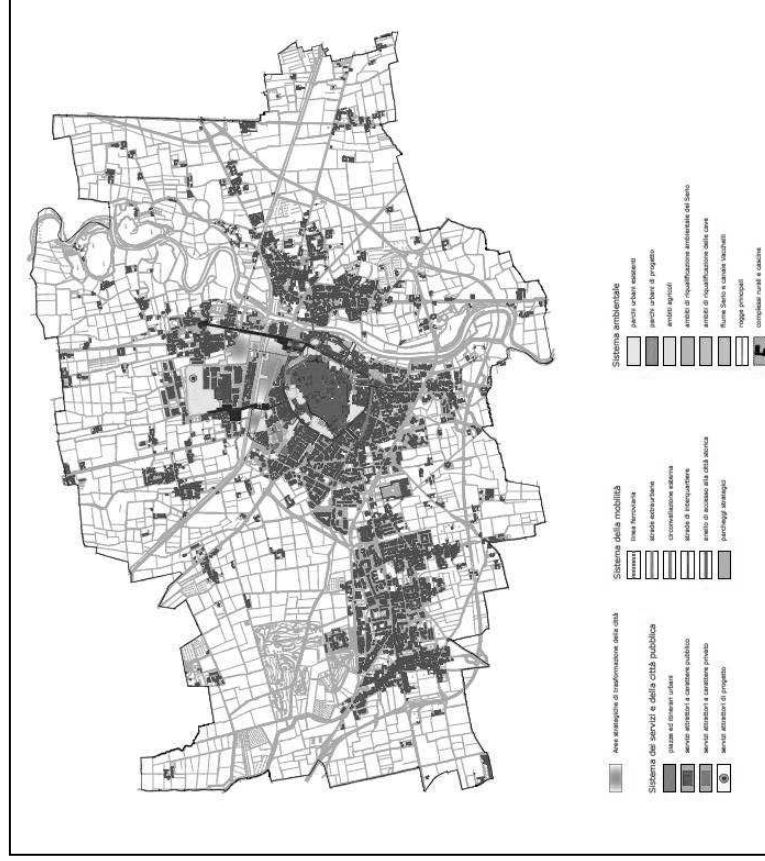 Aree strategiche di trasformazione della città
Sistema dei servizi e della città pubblica
piazze ed itinerari urbani
servizi attrattori a carattere pubblico
servizi attrattori a carattere privato
servizi attrattori di progetto
Sistema della mobilità
linea ferroviaria
strade extraurbane
circonvallazione esterna
strade di interquartiere
anello di accesso alla città storica
parcheggi strategici
Sistema ambientale
parchi urbani esistenti
parchi urbani di progetto
ambiti agricoli
ambiti di riqualificazione ambientale del Serio
ambiti di riqualificazione delle cave
fiume Serio e canale Vacchelli
rogge principali
complessi rurali e cascine